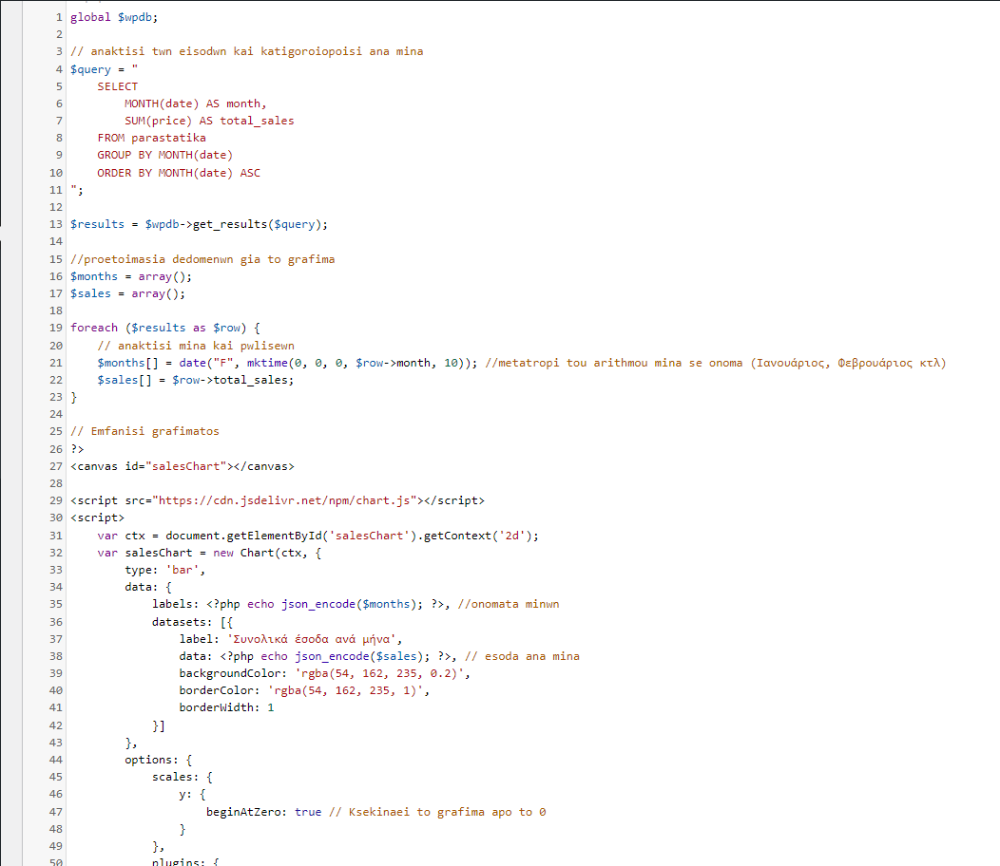 1 global $wpdb;
2
3 // anaktisi twn eisodwn kai katigoroiopoisi ana mina
4 $query = "
5     SELECT
6         MONTH(date) AS month,
7         SUM(price) AS total_sales
8     FROM parastatika
9     GROUP BY MONTH(date)
10     ORDER BY MONTH(date) ASC
11 ";
12
13 $results = $wpdb->get_results($query);
14
15 //proetoimasia dedomenwn gia to grafima
16 $months = array();
17 $sales = array();
18
19 foreach ($results as $row) {
20     // anaktisi mina kai pwlisewn
21     $months[] = date("F", mktime(0, 0, 0, $row->month, 10)); //metatropi tou arithmou mina se onoma (Ιανουάριος, Φεβρουάριος κτλ)
22     $sales[] = $row->total_sales;
23 }
24
25 // Emfanisi grafimatos
26 ?>
27 <canvas id="salesChart"></canvas>
28
29 <script src="https://cdn.jsdelivr.net/npm/chart.js"></script>
30 <script>
31     var ctx = document.getElementById('salesChart').getContext('2d');
32     var salesChart = new Chart(ctx, {
33         type: 'bar',
34         data: {
35             labels: <?php echo json_encode($months); ?>, //onomata minwn
36             datasets: [{
37                 label: 'Συνολικά έσοδα ανά μήνα',
38                 data: <?php echo json_encode($sales); ?>, // esoda ana mina
39                 backgroundColor: 'rgba(54, 162, 235, 0.2)',
40                 borderColor: 'rgba(54, 162, 235, 1)',
41                 borderWidth: 1
42             }]
43         },
44         options: {
45             scales: {
46                 y: {
47                     beginAtZero: true // Ksekinaei to grafima apo to 0
48                 }
49             },
50             plugins: {